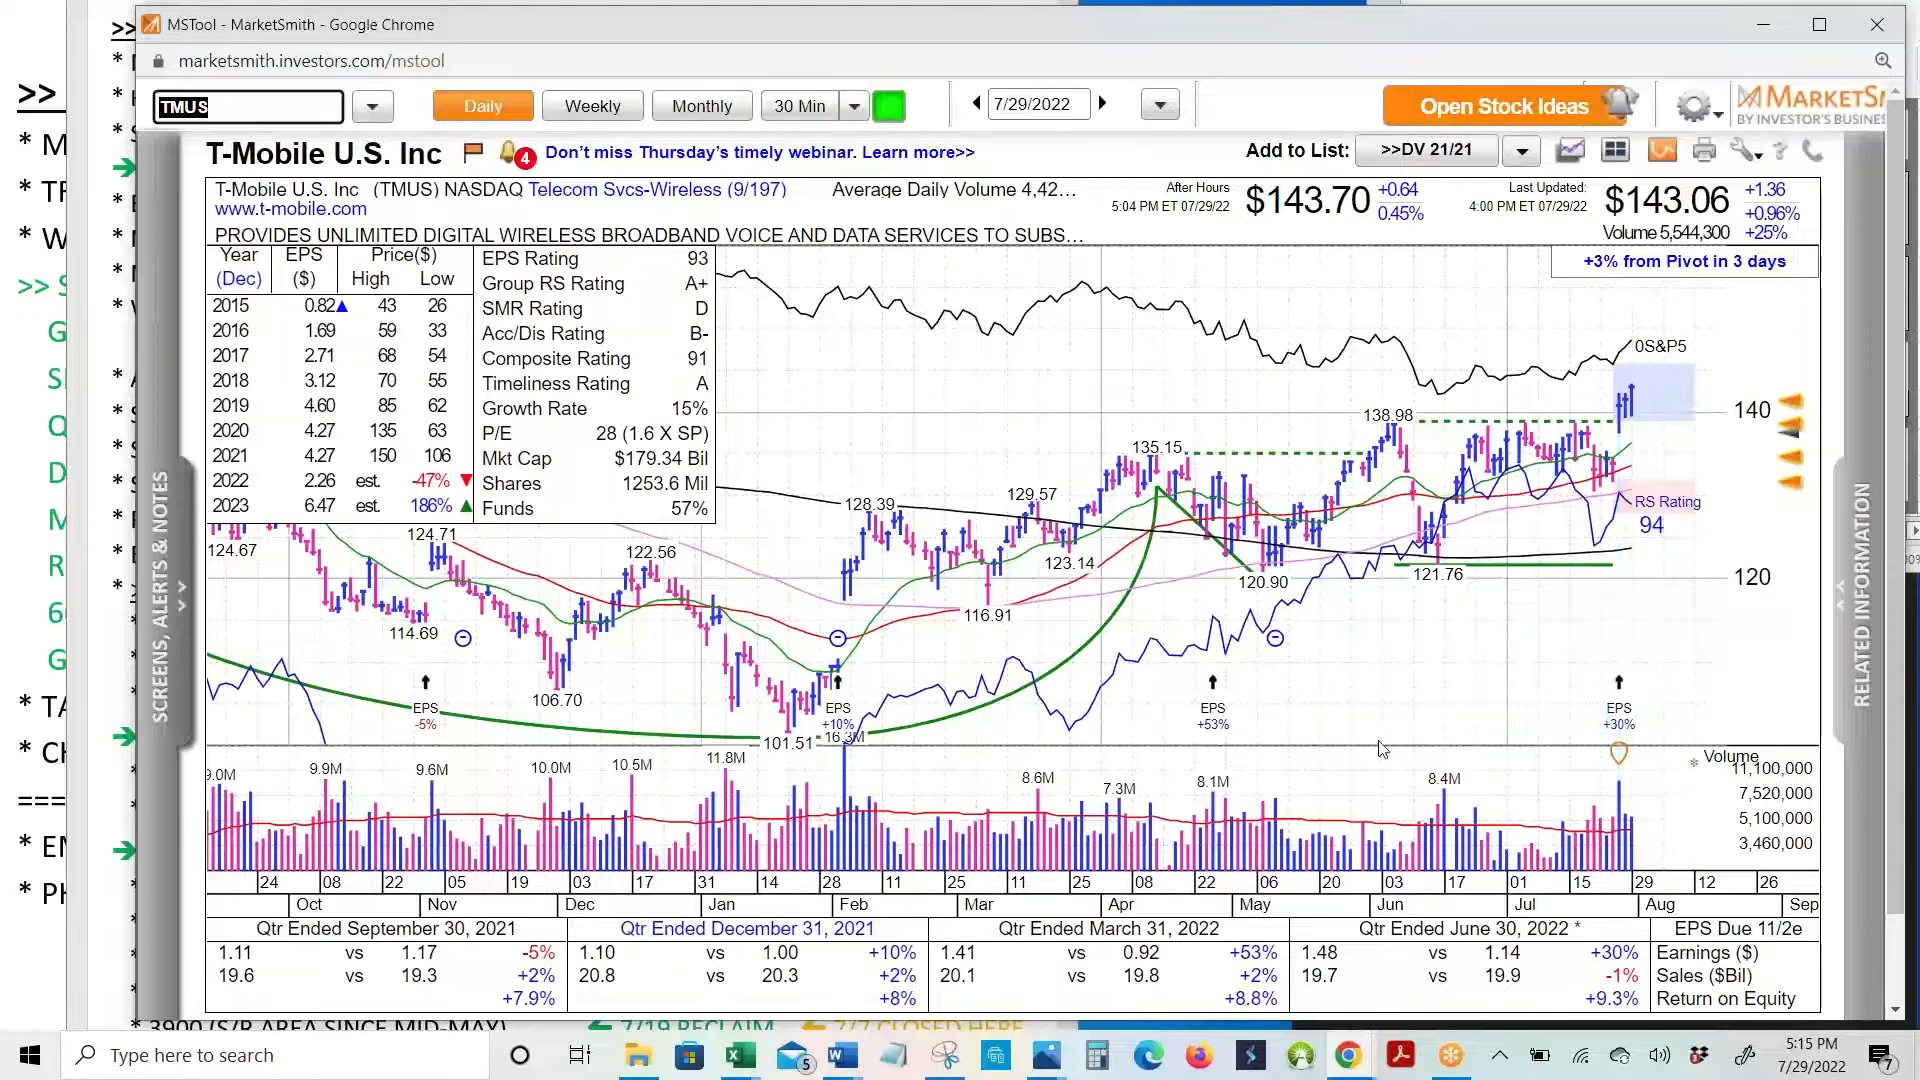 MSTool - MarketSmith - Google Chrome
marketsmith.investors.com/mstool
TMUS
Daily
Weekly
Monthly
30 Min
7/29/2022
Open Stock Ideas
MARKETSM
BY INVESTOR'S BUSINES
T-Mobile U.S. Inc
4
Don't miss Thursday's timely webinar. Learn more>>
Add to List:
>>DV 21/21
T-Mobile U.S. Inc (TMUS) NASDAQ Telecom Svcs-Wireless (9/197) Average Daily Volume 4,42...
www.t-mobile.com
PROVIDES UNLIMITED DIGITAL WIRELESS BROADBAND VOICE AND DATA SERVICES TO SUBS...
After Hours
5:04 PM ET 07/29/22
$143.70
+0.64
0.45%
Last Updated:
4:00 PM ET 07/29/22
$143.06
+1.36
+0.96%
Volume 5,544,300 +25%
+3% from Pivot in 3 days
Year EPS Price($)
(Dec) ($) High Low
2015 0.82 43 26
2016 1.69 59 33
2017 2.71 68 54
2018 3.12 70 55
2019 4.60 85 62
2020 4.27 135 63
2021 4.27 150 106
2022 2.26 est. -47%
2023 6.47 est. 186%
EPS Rating 93
Group RS Rating A+
SMR Rating D
Acc/Dis Rating B-
Composite Rating 91
Timeliness Rating A
Growth Rate 15%
P/E 28 (1.6 X SP)
Mkt Cap $179.34 Bil
Shares 1253.6 Mil
Funds 57%
0S&P5
140
138.98
135.15
RS Rating
94
129.57
128.39
124.67
124.71
122.56
123.14
120.90
121.76
120
116.91
114.69
106.70
101.51
EPS
-5%
EPS
+10%
EPS
+53%
EPS
+30%
16.3M
9.0M
9.9M
9.6M
10.0M
10.5M
11.8M
8.6M
7.3M
8.1M
8.4M
Volume
11,100,000
7,520,000
5,100,000
3,460,000
24 08 22 05 19 03 17 31 14 28 11 25 11 25 08 22 06 20 03 17 01 15 29 12 26
Oct Nov Dec Jan Feb Mar Apr May Jun Jul Aug Sep
Qtr Ended September 30, 2021 Qtr Ended December 31, 2021 Qtr Ended March 31, 2022 Qtr Ended June 30, 2022 * EPS Due 11/2e
1.11 vs 1.17 -5% 1.10 vs 1.00 +10% 1.41 vs 0.92 +53% 1.48 vs 1.14 +30% Earnings ($)
19.6 vs 19.3 +2% 20.8 vs 20.3 +2% 20.1 vs 19.8 +2% 19.7 vs 19.9 -1% Sales ($Bil)
+7.9% +8% +8.8% +9.3% Return on Equity
SCREENS, ALERTS & NOTES
RELATED INFORMATION
* 3900 (S/R AREA SINCE MID-MAY) 7/19 RECLAIM 7/7 CLOSED HERE
Type here to search
5
5:15 PM
7/29/2022
7